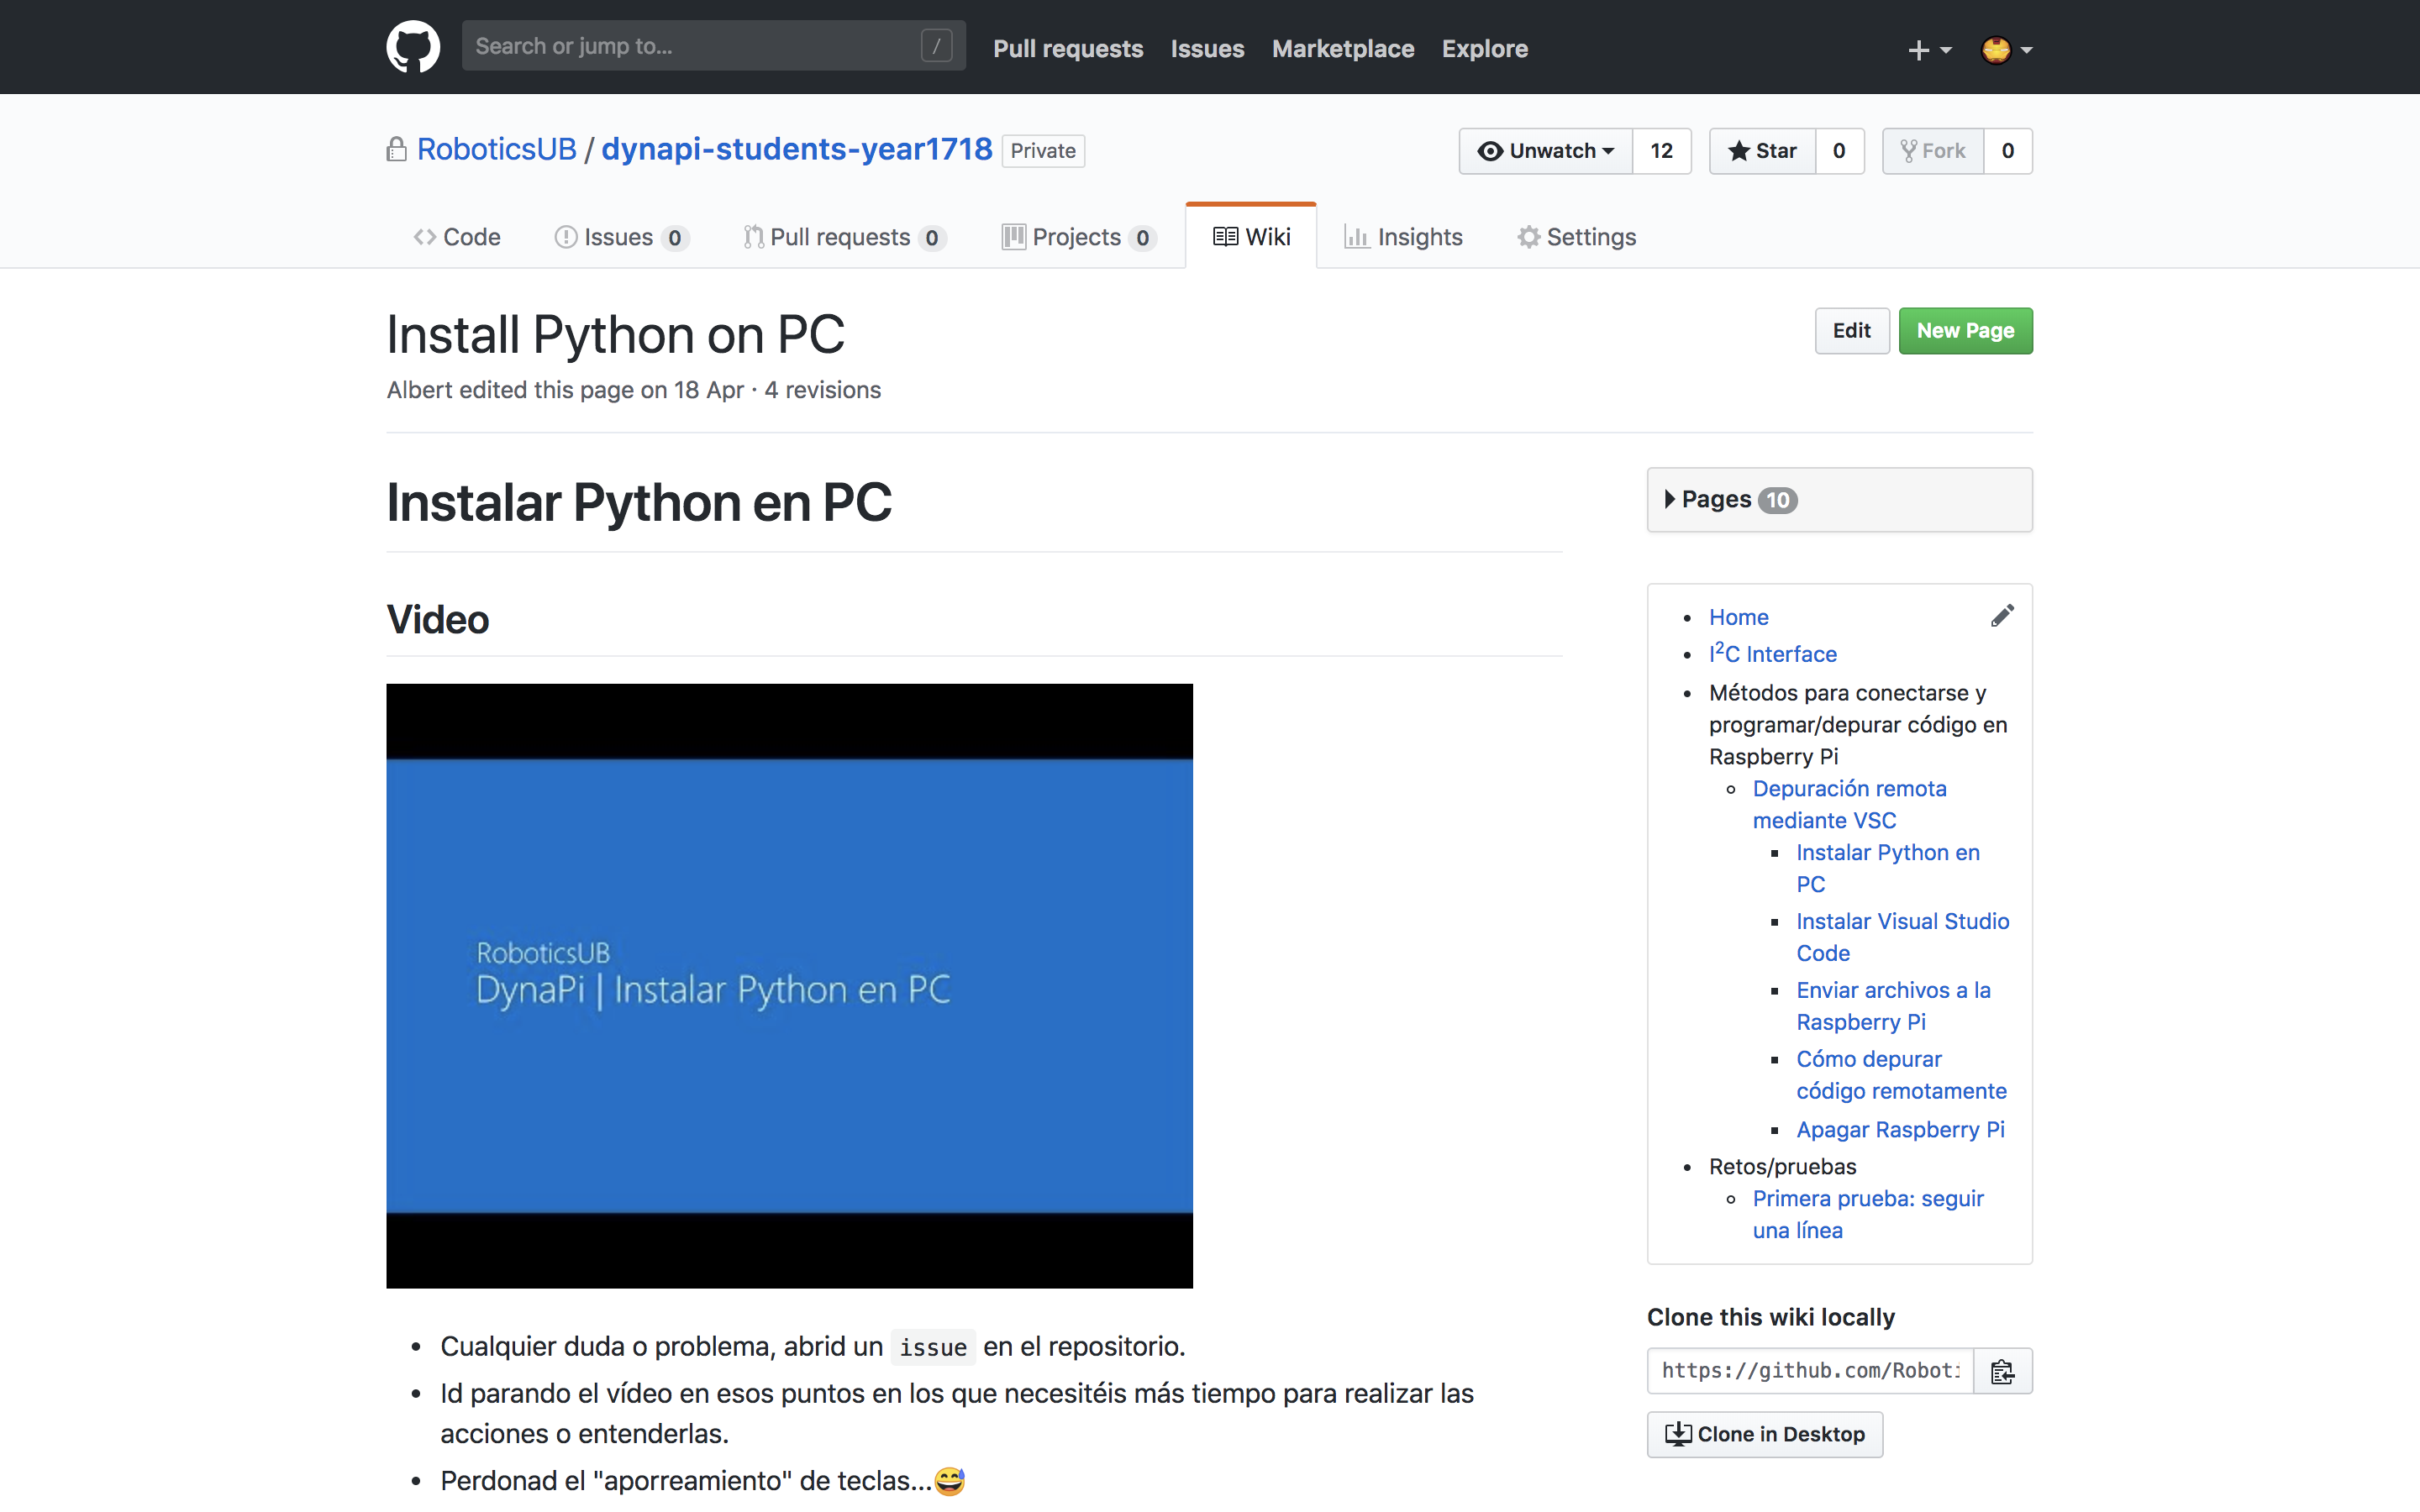 Search or jump to... /
Pull requests Issues Marketplace Explore
RoboticsUB / dynapi-students-year1718 Private
Unwatch 12 Star 0 Fork 0
Code Issues 0 Pull requests 0 Projects 0 Wiki Insights Settings
Install Python on PC
Edit New Page
Albert edited this page on 18 Apr · 4 revisions
Instalar Python en PC
Video
RoboticsUB
DynaPi | Instalar Python en PC
Cualquier duda o problema, abrid un issue en el repositorio.
Id parando el vídeo en esos puntos en los que necesitéis más tiempo para realizar las
acciones o entenderlas.
Perdonad el "aporreamiento" de teclas...😅
Pages 10
Home
I²C Interface
Métodos para conectarse y
programar/depurar código en
Raspberry Pi
Depuración remota
mediante VSC
Instalar Python en
PC
Instalar Visual Studio
Code
Enviar archivos a la
Raspberry Pi
Cómo depurar
código remotamente
Apagar Raspberry Pi
Retos/pruebas
Primera prueba: seguir
una línea
Clone this wiki locally
https://github.com/Roboti
Clone in Desktop